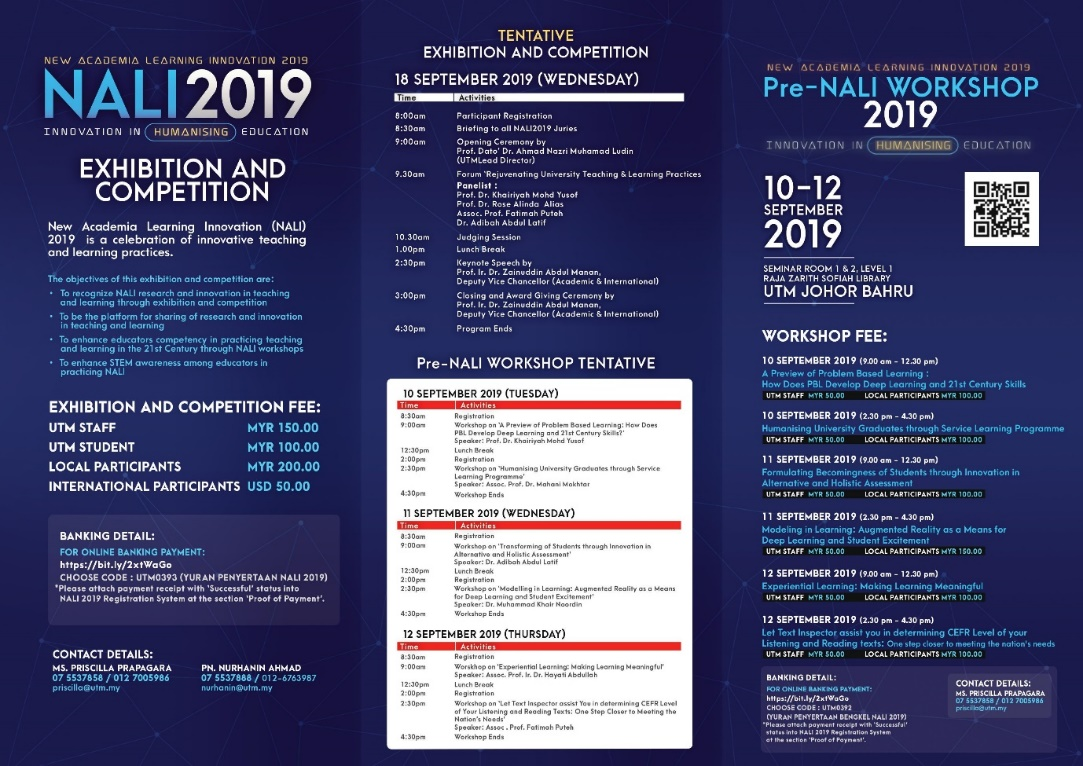 NEW ACADEMIA LEARNING INNOVATION 2019
NALI 2019
INNOVATION IN HUMANISING EDUCATION
EXHIBITION AND
COMPETITION
New Academia Learning Innovation (NALI)
2019 is a celebration of innovative teaching
and learning practices.
The objectives of this exhibition and competition are:
• To recognize NALI research and innovation in teaching
and learning through exhibition and competition
• To be the platform for sharing of research and innovation
in teaching and learning
• To enhance educators competency in practicing teaching
and learning in the 21st Century through NALI workshops
• To enhance STEM awareness among educators in
practicing NALI
EXHIBITION AND COMPETITION FEE:
UTM STAFF MYR 150.00
UTM STUDENT MYR 100.00
LOCAL PARTICIPANTS MYR 200.00
INTERNATIONAL PARTICIPANTS USD 50.00
BANKING DETAIL:
FOR ONLINE BANKING PAYMENT:
https://bit.ly/2xtWaGo
CHOOSE CODE : UTM0393 (YURAN PENYERTAAN NALI 2019)
*Please attach payment receipt with 'Successful' status into
NALI 2019 Registration System at the section 'Proof of Payment'.
CONTACT DETAILS:
MS. PRISCILLA PRAPAGARA
07 5537858 / 012 7005986
priscilla@utm.my
PN. NURHANIN AHMAD
07 5537888 / 012-6763987
nurhanin@utm.my
TENTATIVE
EXHIBITION AND COMPETITION
18 SEPTEMBER 2019 (WEDNESDAY)
Time Activities
8:00am Participant Registration
8:30am Briefing to all NALI2019 Juries
9:00am Opening Ceremony by
Prof. Dato' Dr. Ahmad Nazri Muhamad Ludin
(UTMLead Director)
9.30am Forum 'Rejuvenating University Teaching & Learning Practices
Panelist :
Prof. Dr. Khairiyah Mohd Yusof
Prof. Dr. Rose Alinda Alias
Assoc. Prof. Fatimah Puteh
Dr. Adibah Abdul Latif
10.30am Judging Session
1.00pm Lunch Break
2:30pm Keynote Speech by
Prof. Ir. Dr. Zainuddin Abdul Manan,
Deputy Vice Chancellor (Academic & International)
3:00pm Closing and Award Giving Ceremony by
Prof. Ir. Dr. Zainuddin Abdul Manan,
Deputy Vice Chancellor (Academic & International)
4:30pm Program Ends
Pre-NALI WORKSHOP TENTATIVE
10 SEPTEMBER 2019 (TUESDAY)
Time Activities
8:30am Registration
9:00am Workshop on 'A Preview of Problem Based Learning: How Does
PBL Develop Deep Learning and 21st Century Skills?'
Speaker: Prof. Dr. Khairiyah Mohd Yusof
12:30pm Lunch Break
2:00pm Registration
2:30pm Workshop on 'Humanising University Graduates through Service
Learning Programme'
Speaker: Assoc. Prof. Dr. Mahani Mokhtar
4:30pm Workshop Ends
11 SEPTEMBER 2019 (WEDNESDAY)
Time Activities
8:30am Registration
9:00am Workshop on 'Transforming of Students through Innovation in
Alternative and Holistic Assessment'
Speaker: Dr. Adibah Abdul Latif
12:30pm Lunch Break
2:00pm Registration
2:30pm Workshop on 'Modelling in Learning: Augmented Reality as a Means
for Deep Learning and Student Excitement'
Speaker: Dr. Muhammad Khair Noordin
4:30pm Workshop Ends
12 SEPTEMBER 2019 (THURSDAY)
Time Activities
8:30am Registration
9:00am Workshop on 'Experiential Learning: Making Learning Meaningful'
Speaker: Assoc. Prof. Ir. Dr. Hayati Abdullah
12:30pm Lunch Break
2:00pm Registration
2:30pm Workshop on 'Let Text Inspector assist You in determining CEFR Level
of Your Listening and Reading Texts: One Step Closer to Meeting the
Nation's Needs'
Speaker: Assoc. Prof. Fatimah Puteh
4:30pm Workshop Ends
NEW ACADEMIA LEARNING INNOVATION 2019
Pre-NALI WORKSHOP
2019
INNOVATION IN HUMANISING EDUCATION
10-12
SEPTEMBER
2019
SEMINAR ROOM 1 & 2, LEVEL 1
RAJA ZARITH SOFIAH LIBRARY
UTM JOHOR BAHRU
WORKSHOP FEE:
10 SEPTEMBER 2019 (9.00 am - 12.30 pm)
A Preview of Problem Based Learning :
How Does PBL Develop Deep Learning and 21st Century Skills
UTM STAFF MYR 50.00 LOCAL PARTICIPANTS MYR 100.00
10 SEPTEMBER 2019 (2.30 pm - 4.30 pm)
Humanising University Graduates through Service Learning Programme
UTM STAFF MYR 50.00 LOCAL PARTICIPANTS MYR 100.00
11 SEPTEMBER 2019 (9.00 am - 12.30 pm)
Formulating Becomingness of Students through Innovation in
Alternative and Holistic Assessment
UTM STAFF MYR 50.00 LOCAL PARTICIPANTS MYR 100.00
11 SEPTEMBER 2019 (2.30 pm - 4.30 pm)
Modeling in Learning: Augmented Reality as a Means for
Deep Learning and Student Excitement
UTM STAFF MYR 50.00 LOCAL PARTICIPANTS MYR 150.00
12 SEPTEMBER 2019 (9.00 am - 12.30 pm)
Experiential Learning: Making Learning Meaningful
UTM STAFF MYR 50.00 LOCAL PARTICIPANTS MYR 100.00
12 SEPTEMBER 2019 (2.30 pm - 4.30 pm)
Let Text Inspector assist you in determining CEFR Level of your
Listening and Reading texts: One step closer to meeting the nation's needs
UTM STAFF MYR 50.00 LOCAL PARTICIPANTS MYR 100.00
BANKING DETAIL:
FOR ONLINE BANKING PAYMENT:
https://bit.ly/2xtWaGo
CHOOSE CODE : UTM0392
(YURAN PENYERTAAN BENGKEL NALI 2019)
*Please attach payment receipt with 'Successful'
status into NALI 2019 Registration System
at the section 'Proof of Payment'.
CONTACT DETAILS:
MS. PRISCILLA PRAPAGARA
07 5537858 / 012 7005986
priscilla@utm.my